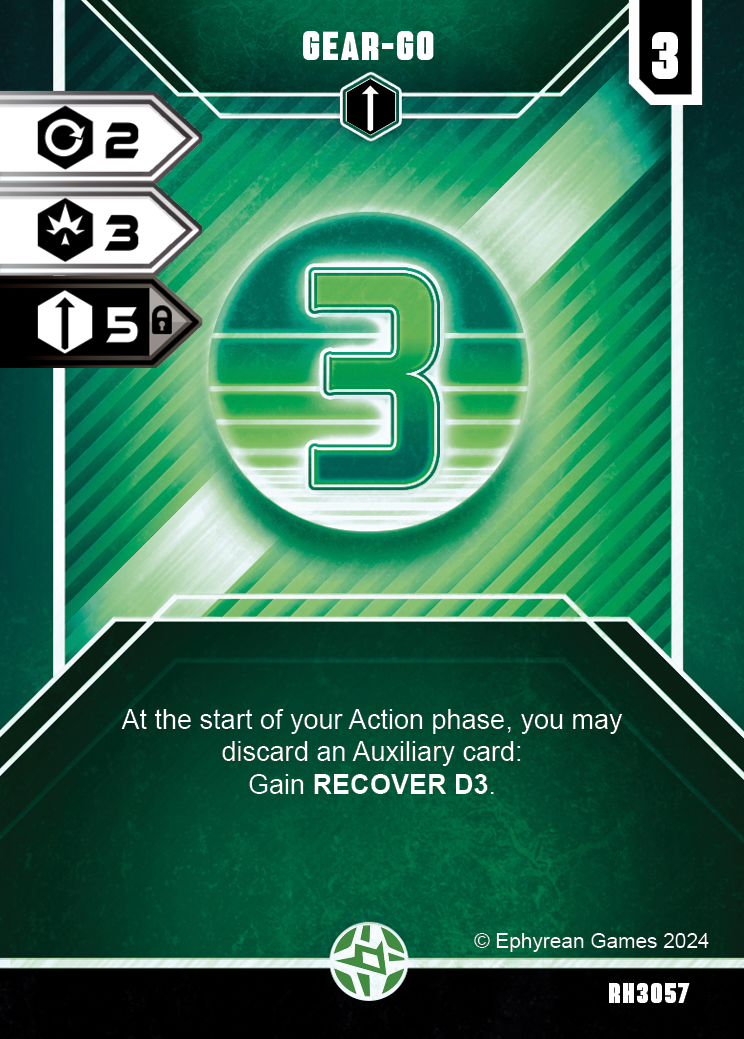 GEAR-GO
3
2
3
5
3
At the start of your Action phase, you may
discard an Auxiliary card:
Gain RECOVER D3.
© Ephyrean Games 2024
RH3057